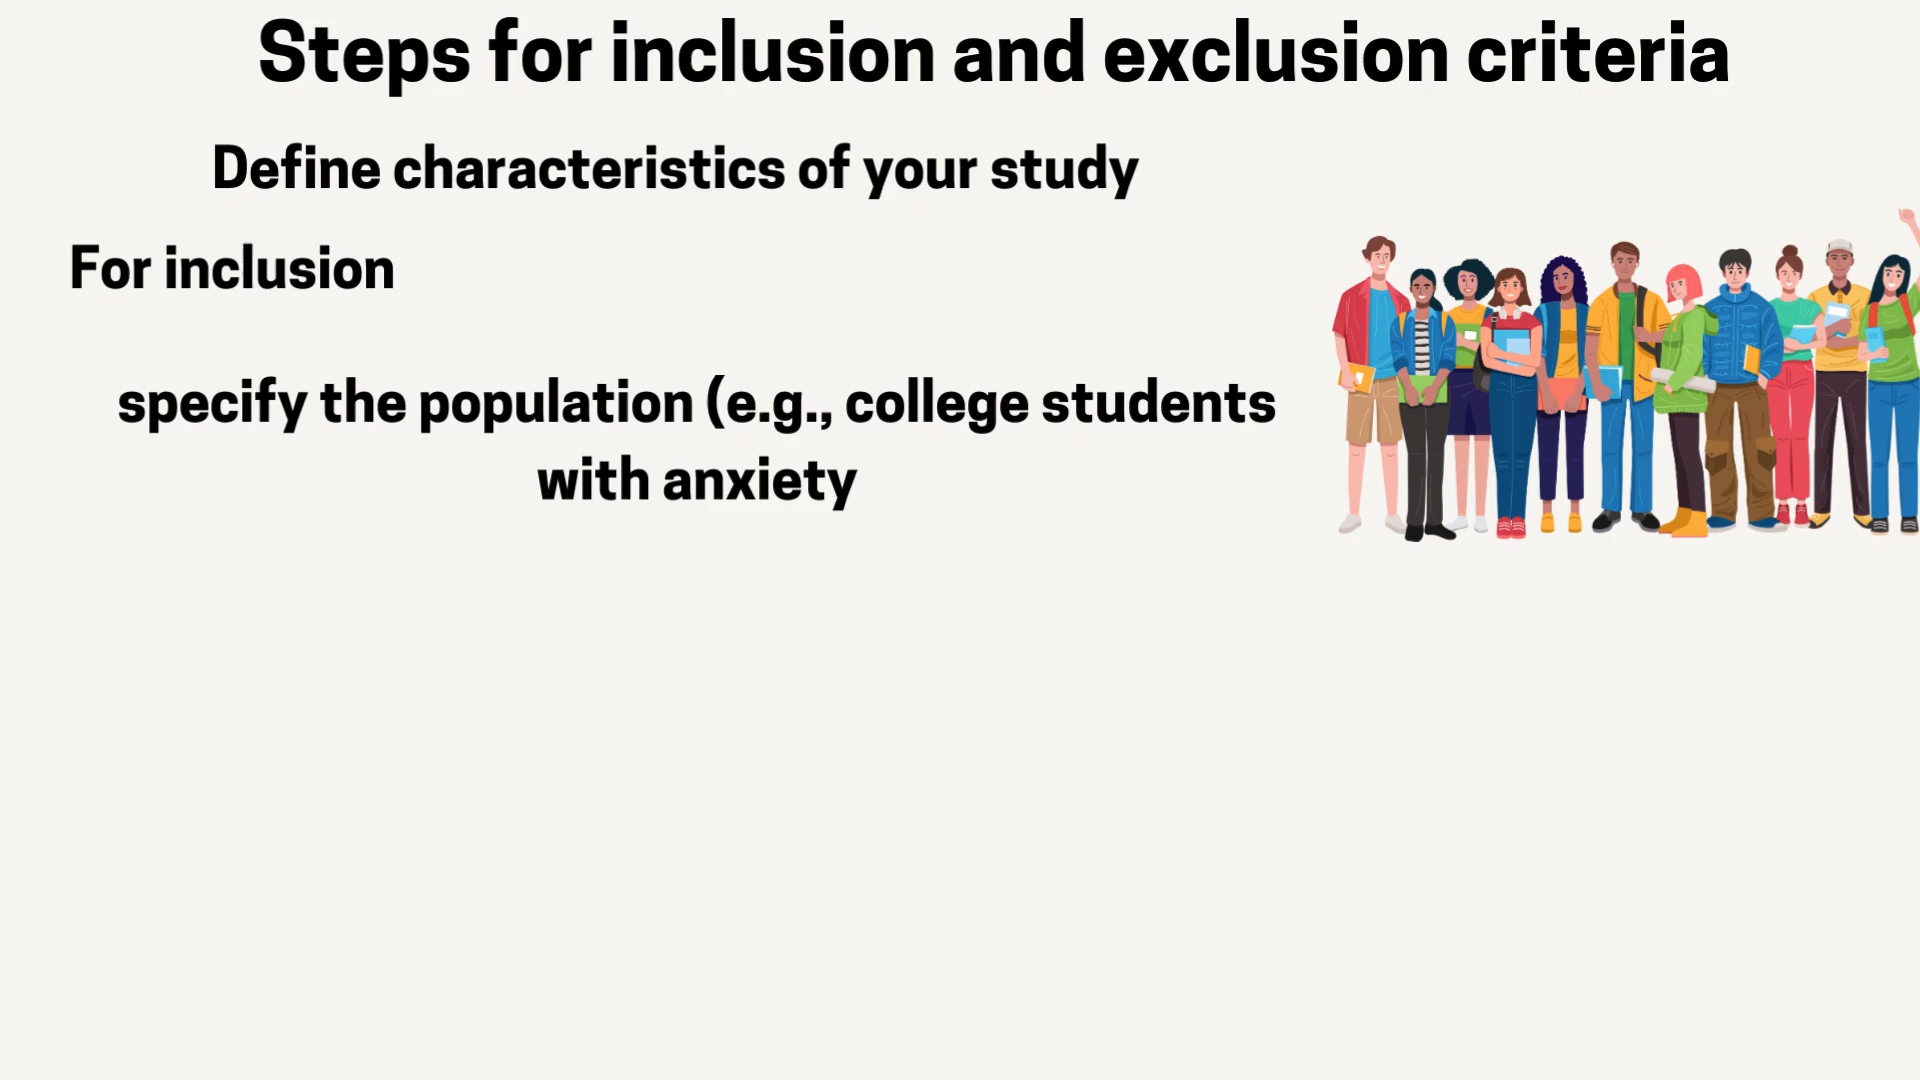 Steps for inclusion and exclusion criteria
Define characteristics of your study
For inclusion
specify the population (e.g., college students
with anxiety